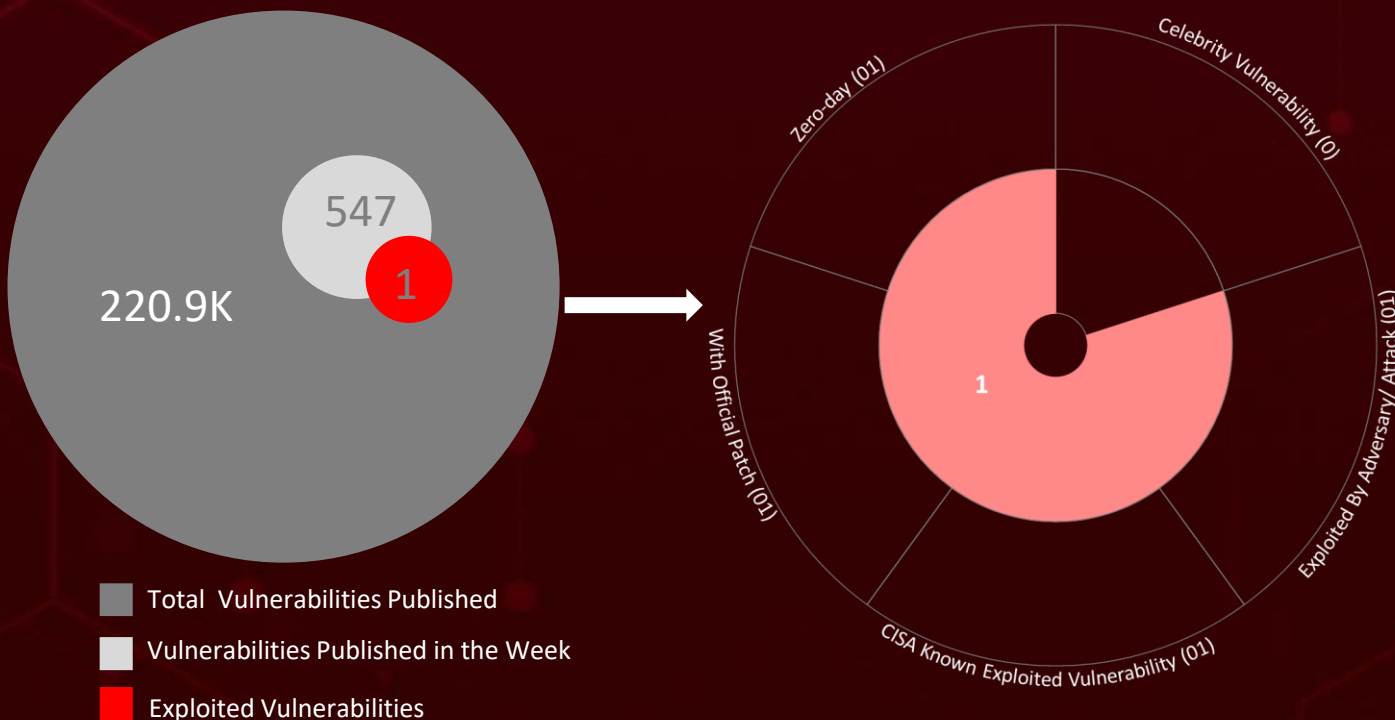 547
1
220.9K
Total Vulnerabilities Published
Vulnerabilities Published in the Week
Exploited Vulnerabilities
Zero-day (01)
Celebrity Vulnerability (0)
With Official Patch (01)
1
Exploited By Adversary/ Attack (01)
CISA Known Exploited Vulnerability (01)